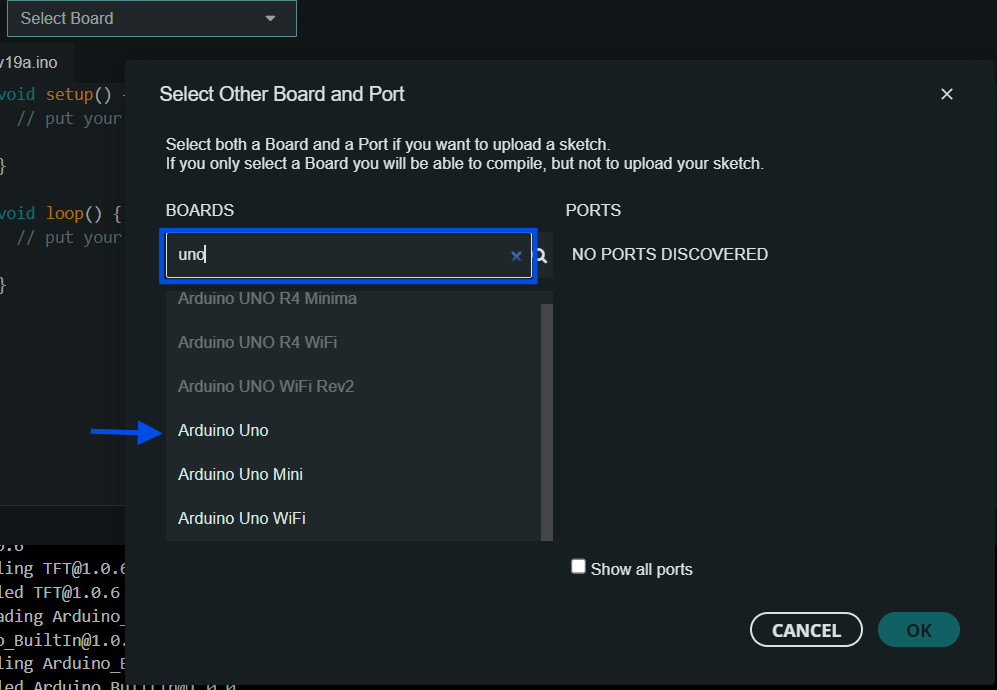 Select Board
v19a.ino
void setup()
// put your
}
void loop() {
// put your
}
Select Other Board and Port
Select both a Board and a Port if you want to upload a sketch.
If you only select a Board you will be able to compile, but not to upload your sketch.
BOARDS
uno
Arduino UNO R4 Minima
Arduino UNO R4 WiFi
Arduino UNO WiFi Rev2
Arduino Uno
Arduino Uno Mini
Arduino Uno WiFi
PORTS
NO PORTS DISCOVERED
Show all ports
CANCEL
OK
0.6
ling TFT@1.0.6
led TFT@1.0.6
ading Arduino_
o_BuiltIn@1.0.
ling Arduino_B
led Arduino_BuiltIn@1.0.0